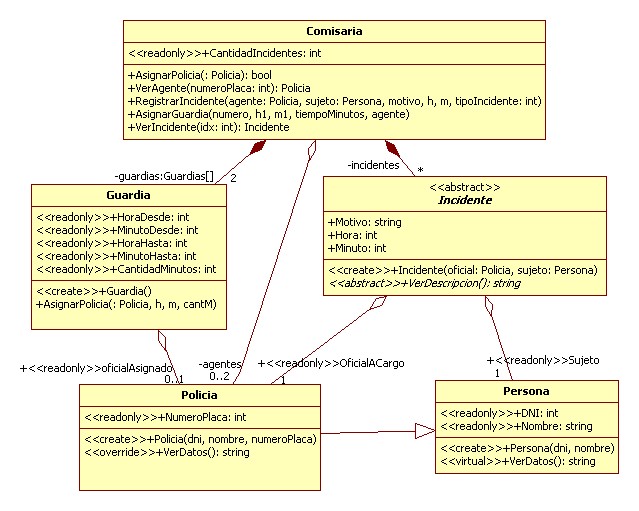 Comisaria
<<readonly>>+CantidadIncidentes: int
+AsignarPolicia(: Policia): bool
+VerAgente(numeroPlaca: int): Policia
+RegistrarIncidente(agente: Policia, sujeto: Persona, motivo, h, m, tipoIncidente: int)
+AsignarGuardia(numero, h1, m1, tiempoMinutos, agente)
+VerIncidente(idx: int): Incidente
-guardias:Guardias[]
2
-incidentes
*
Guardia
<<readonly>>+HoraDesde: int
<<readonly>>+MinutoDesde: int
<<readonly>>+HoraHasta: int
<<readonly>>+MinutoHasta: int
<<readonly>>+CantidadMinutos: int
<<create>>+Guardia()
+AsignarPolicia(: Policia, h, m, cantM)
<<abstract>>
Incidente
+Motivo: string
+Hora: int
+Minuto: int
<<create>>+Incidente(oficial: Policia, sujeto: Persona)
<<abstract>>+VerDescripcion(): string
+<<readonly>>oficialAsignado
0..1
-agentes
0..2
+<<readonly>>OficialACargo
1
+<<readonly>>Sujeto
1
Policia
<<readonly>>+NumeroPlaca: int
<<create>>+Policia(dni, nombre, numeroPlaca)
<<override>>+VerDatos(): string
Persona
<<readonly>>+DNI: int
<<readonly>>+Nombre: string
<<create>>+Persona(dni, nombre)
<<virtual>>+VerDatos(): string